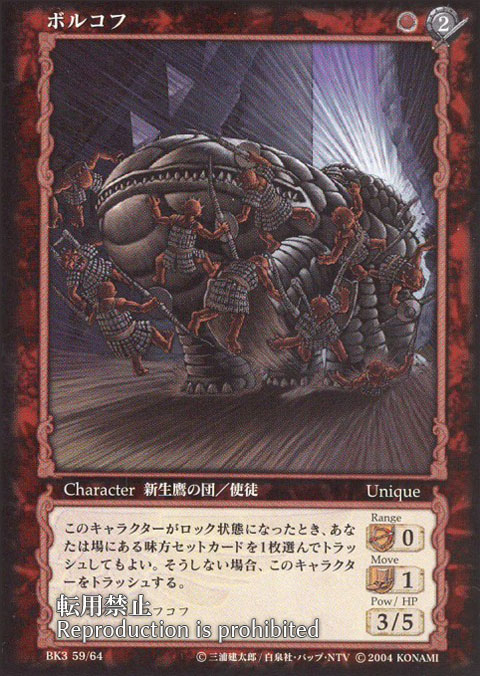 ボルコフ
2
Character 新生鷹の団／使徒 Unique
このキャラクターがロック状態になったとき、あな
たは場にある味方セットカードを1枚選んでトラッ
シュしてもよい。そうしない場合、このキャラクタ
ーをトラッシュする。
Range
0
Move
1
Pow/ HP
3/5
フコフ
転用禁止
Reproduction is prohibited
BK3 59/64
©三浦建太郎／白泉社・バップ・NTV ©2004 KONAMI